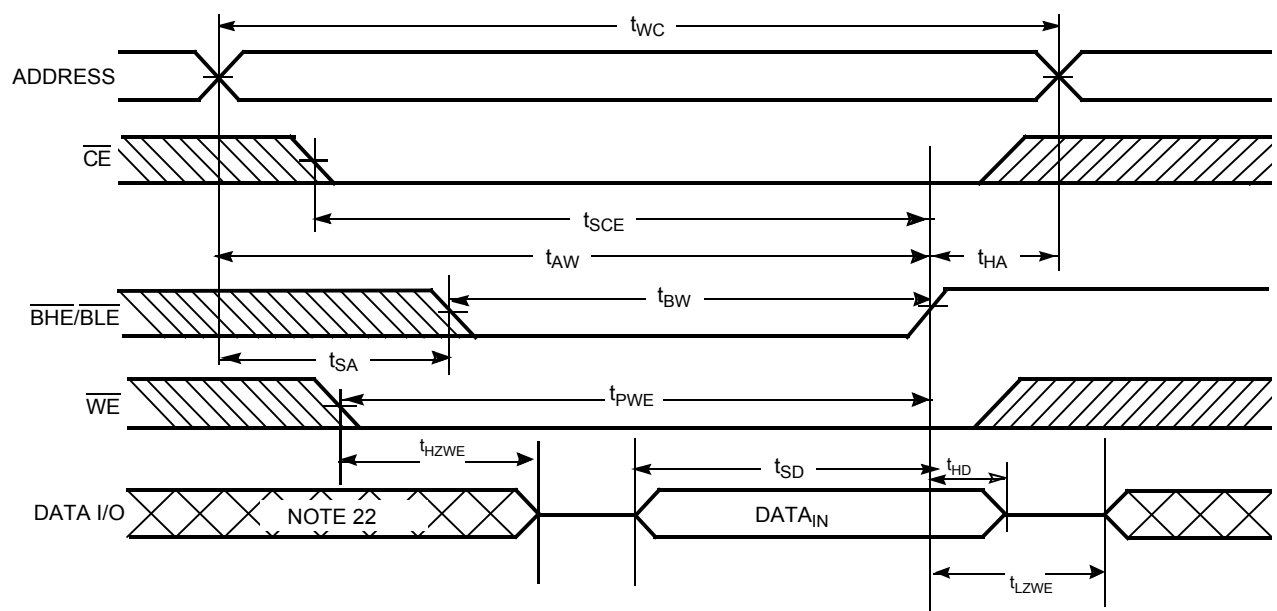 tWC
ADDRESS
CE
tSCE
tAW
tHA
tBW
BHE/BLE
tSA
tPWE
WE
tHZWE
tSD
tHD
DATA I/O
NOTE 22
DATAIN
tLZWE